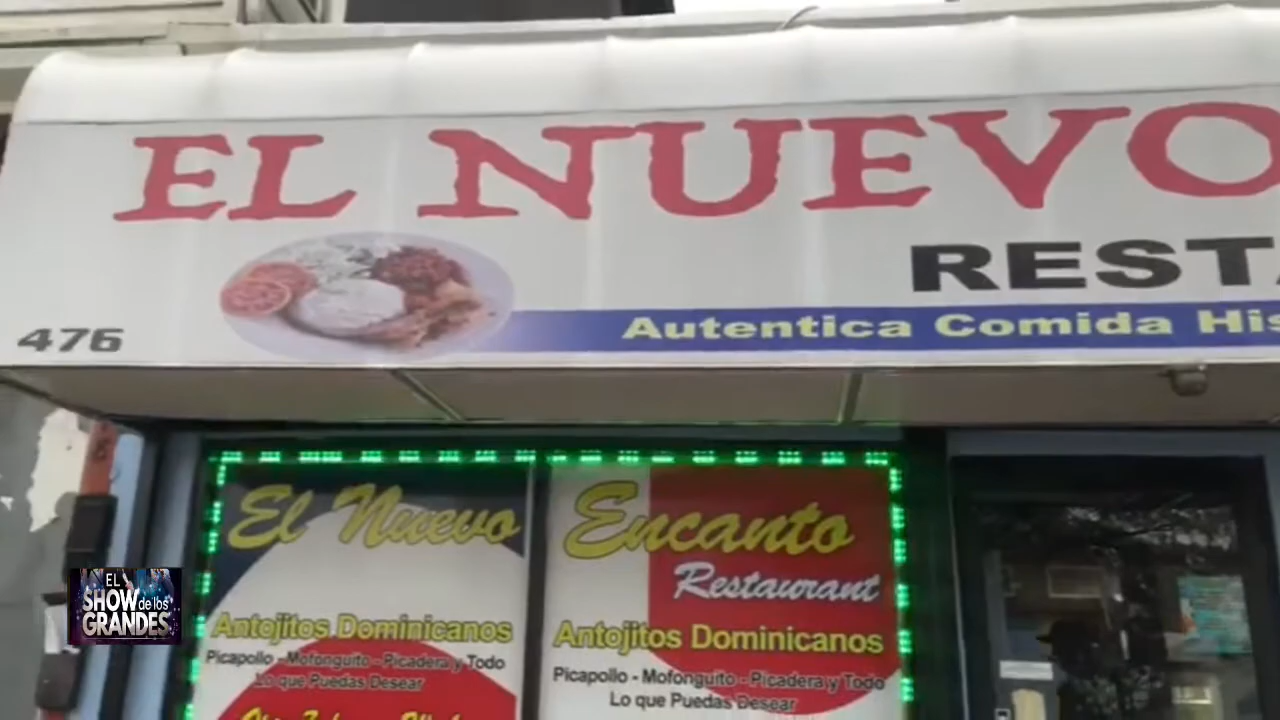 EL NUEVO
RESTA
Autentica Comida His
476
El Nuevo
Antojitos Dominicanos
Picapollo - Mofonguito - Picadera y Todo
Lo que Puedas Desear
Encanto
Restaurant
Antojitos Dominicanos
Picapollo - Mofonguito - Picadera y Todo
Lo que Puedas Desear
EL
SHOW de los
GRANDES